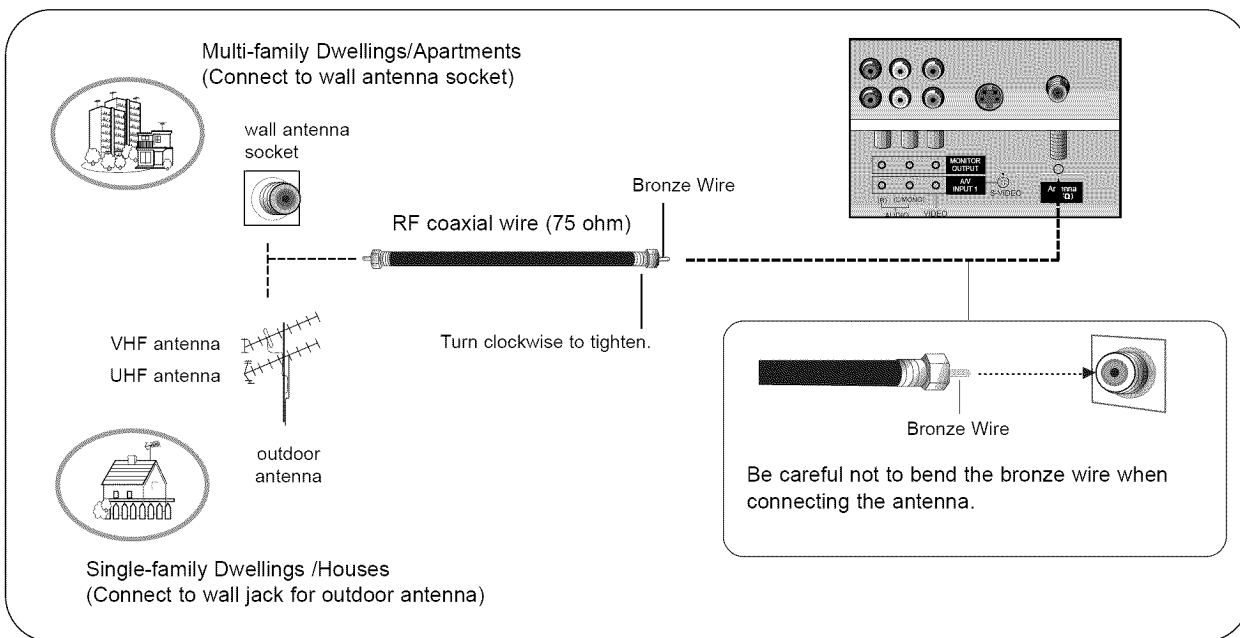 Multi-family Dwellings/Apartments
(Connect to wall antenna socket)
wall antenna
socket
Bronze Wire
RF coaxial wire (75 ohm)
Turn clockwise to tighten.
VHF antenna
UHF antenna
outdoor
antenna
Single-family Dwellings /Houses
(Connect to wall jack for outdoor antenna)
MONITOR
OUTPUT
A/V
INPUT 1
S-VIDEO
(R) (L/MONO)
AUDIO VIDEO
Bronze Wire
Be careful not to bend the bronze wire when
connecting the antenna.